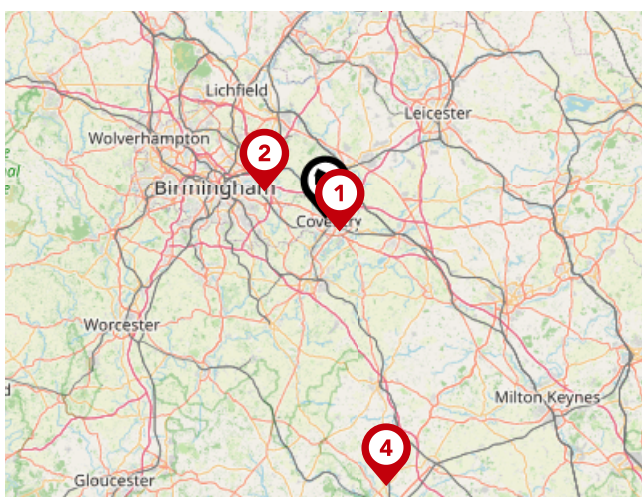 Lichfield
Leicester
Wolverhampton
2
Birmingham
1
Coventry
Worcester
Milton Keynes
4
Gloucester